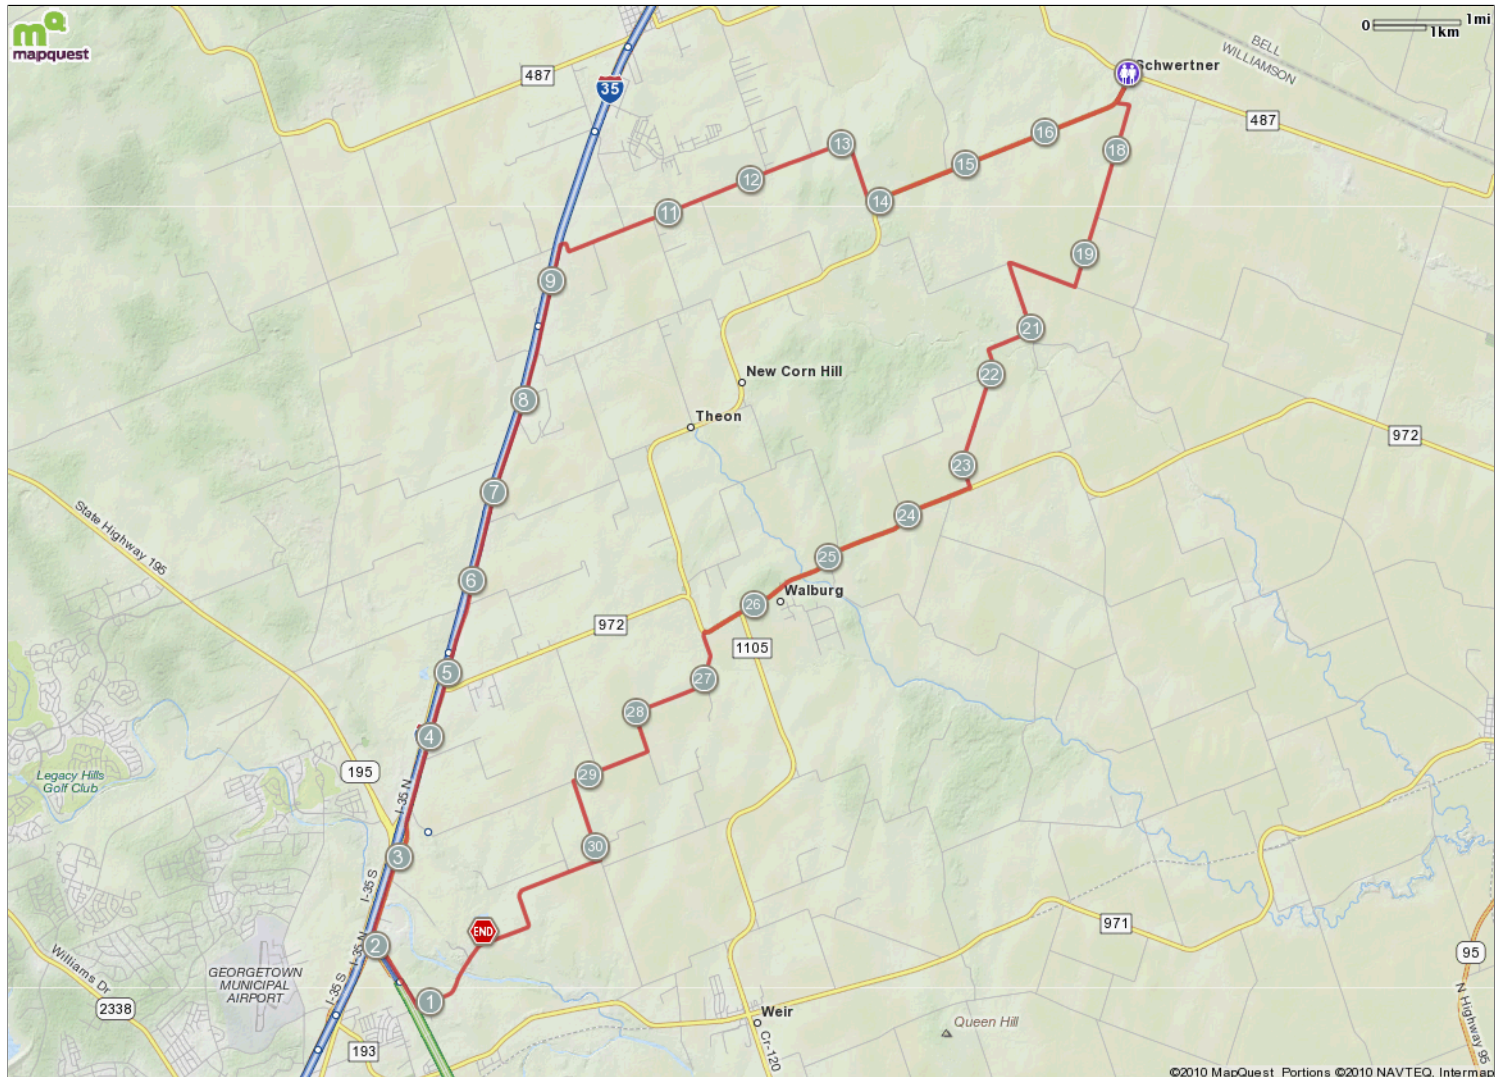 mapquest
0 1mi
1km
BELL
WILLIAMSON
Schwertner
487
35
487
16
18
13
15
12
14
11
19
9
21
22
New Corn Hill
8
Theon
972
23
7
State Highway 195
24
25
6
Walburg
26
972
1105
5
27
28
4
195
29
Legacy Hills
Golf Club
I-35 N
30
3
I-35 S
971
END
2
I-35 N
95
Williams Dr
GEORGETOWN
MUNICIPAL
AIRPORT
I-35 S
1
2338
Weir
Queen Hill
N Highway 95
193
Cr-120
©2010 MapQuest Portions ©2010 NAVTEQ, Intermap